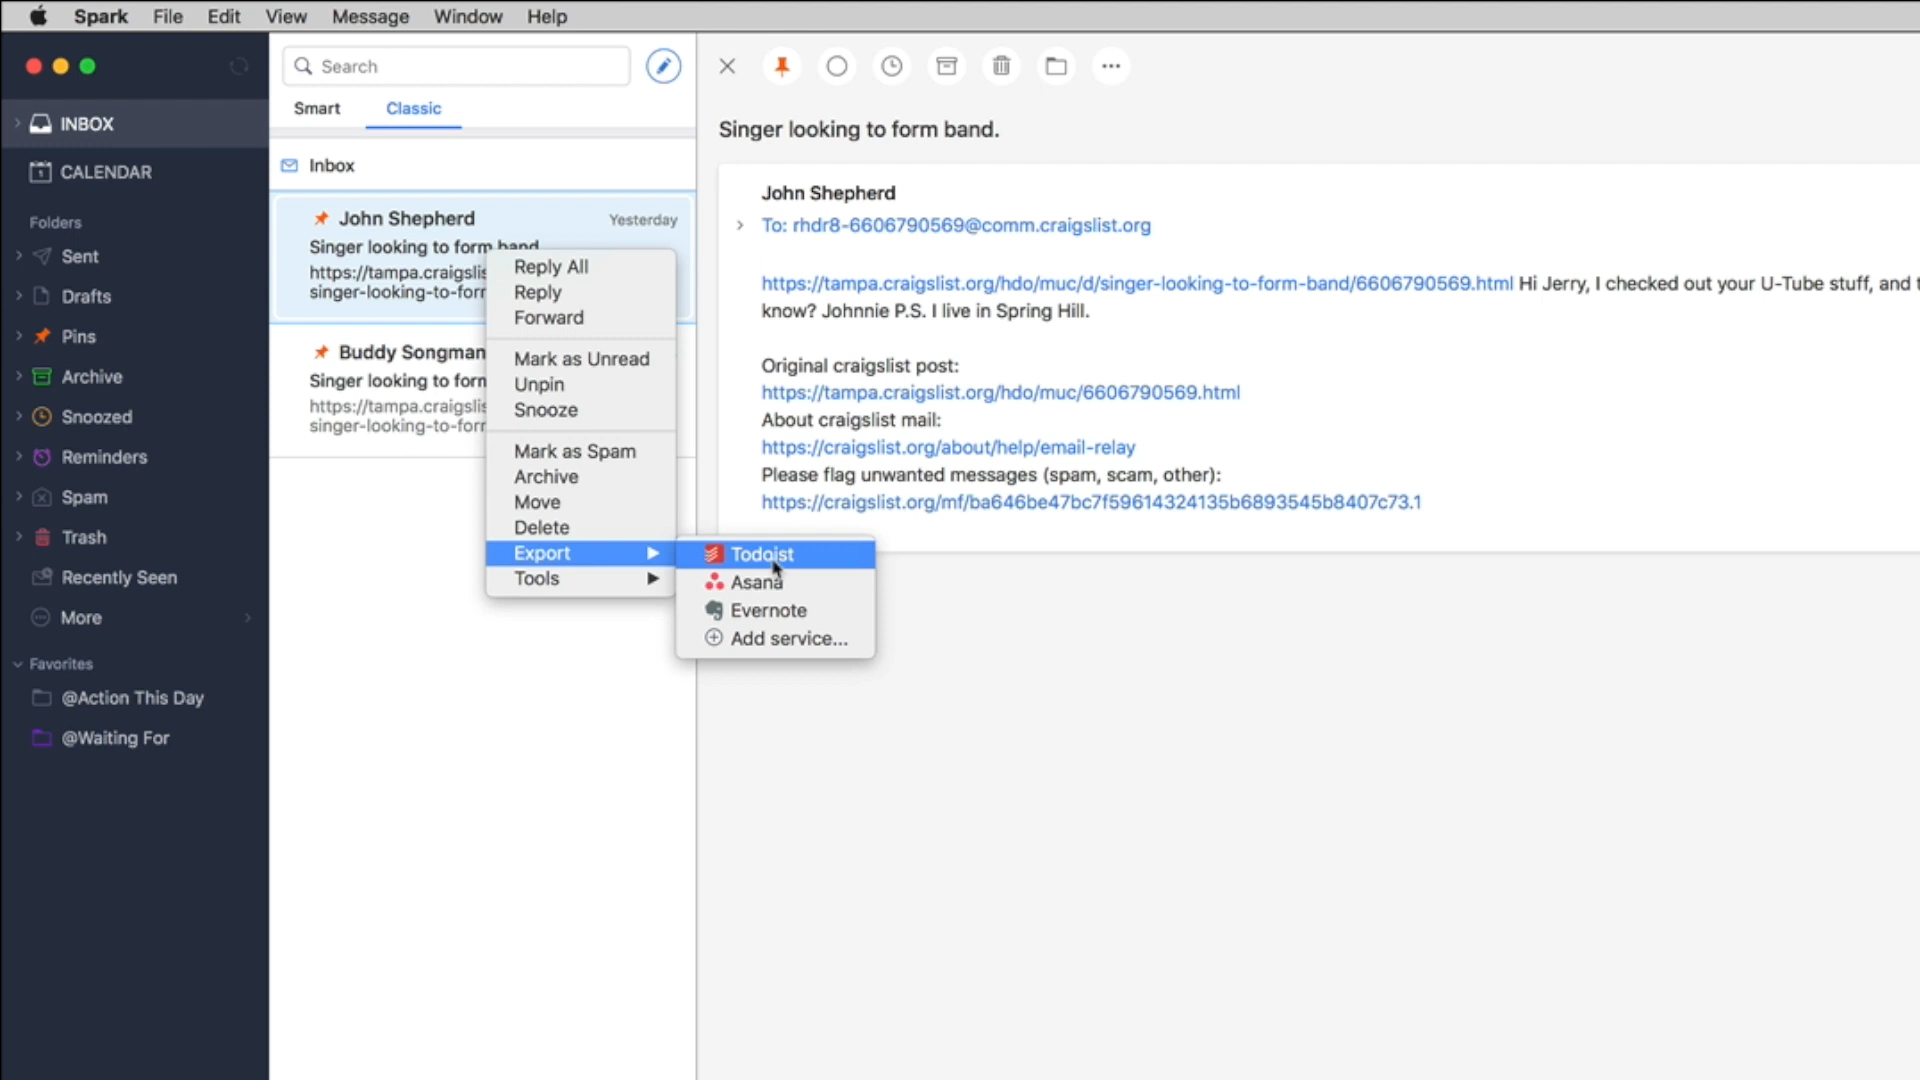 Spark File Edit View Message Window Help
Search
Smart Classic
INBOX
CALENDAR
Folders
Sent
Drafts
Pins
Archive
Snoozed
Reminders
Spam
Trash
Recently Seen
More
Favorites
@Action This Day
@Waiting For
Inbox
John Shepherd Yesterday
Singer looking to form band
https://tampa.craigslis
singer-looking-to-forr
Buddy Songman
Singer looking to forn
https://tampa.craigslis
singer-looking-to-forr
Reply All
Reply
Forward
Mark as Unread
Unpin
Snooze
Mark as Spam
Archive
Move
Delete
Export
Tools
Todoist
Asana
Evernote
Add service...
Singer looking to form band.
John Shepherd
To: rhdr8-6606790569@comm.craigslist.org
https://tampa.craigslist.org/hdo/muc/d/singer-looking-to-form-band/6606790569.html Hi Jerry, I checked out your U-Tube stuff, and
know? Johnnie P.S. I live in Spring Hill.
Original craigslist post:
https://tampa.craigslist.org/hdo/muc/6606790569.html
About craigslist mail:
https://craigslist.org/about/help/email-relay
Please flag unwanted messages (spam, scam, other):
https://craigslist.org/mf/ba646be47bc7f59614324135b6893545b8407c73.1